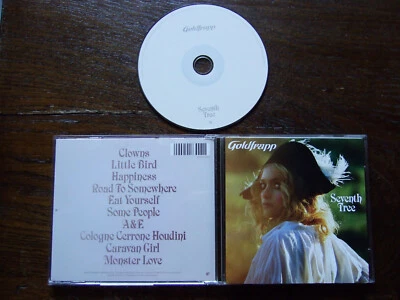 Goldfrapp
Seventh
Tree
Clowns
Little Bird
Happiness
Road To Somewhere
Eat Yourself
Some People
A&E
Cologne Cerrone Houdini
Caravan Girl
Monster Love
Goldfrapp
Seventh
Tree